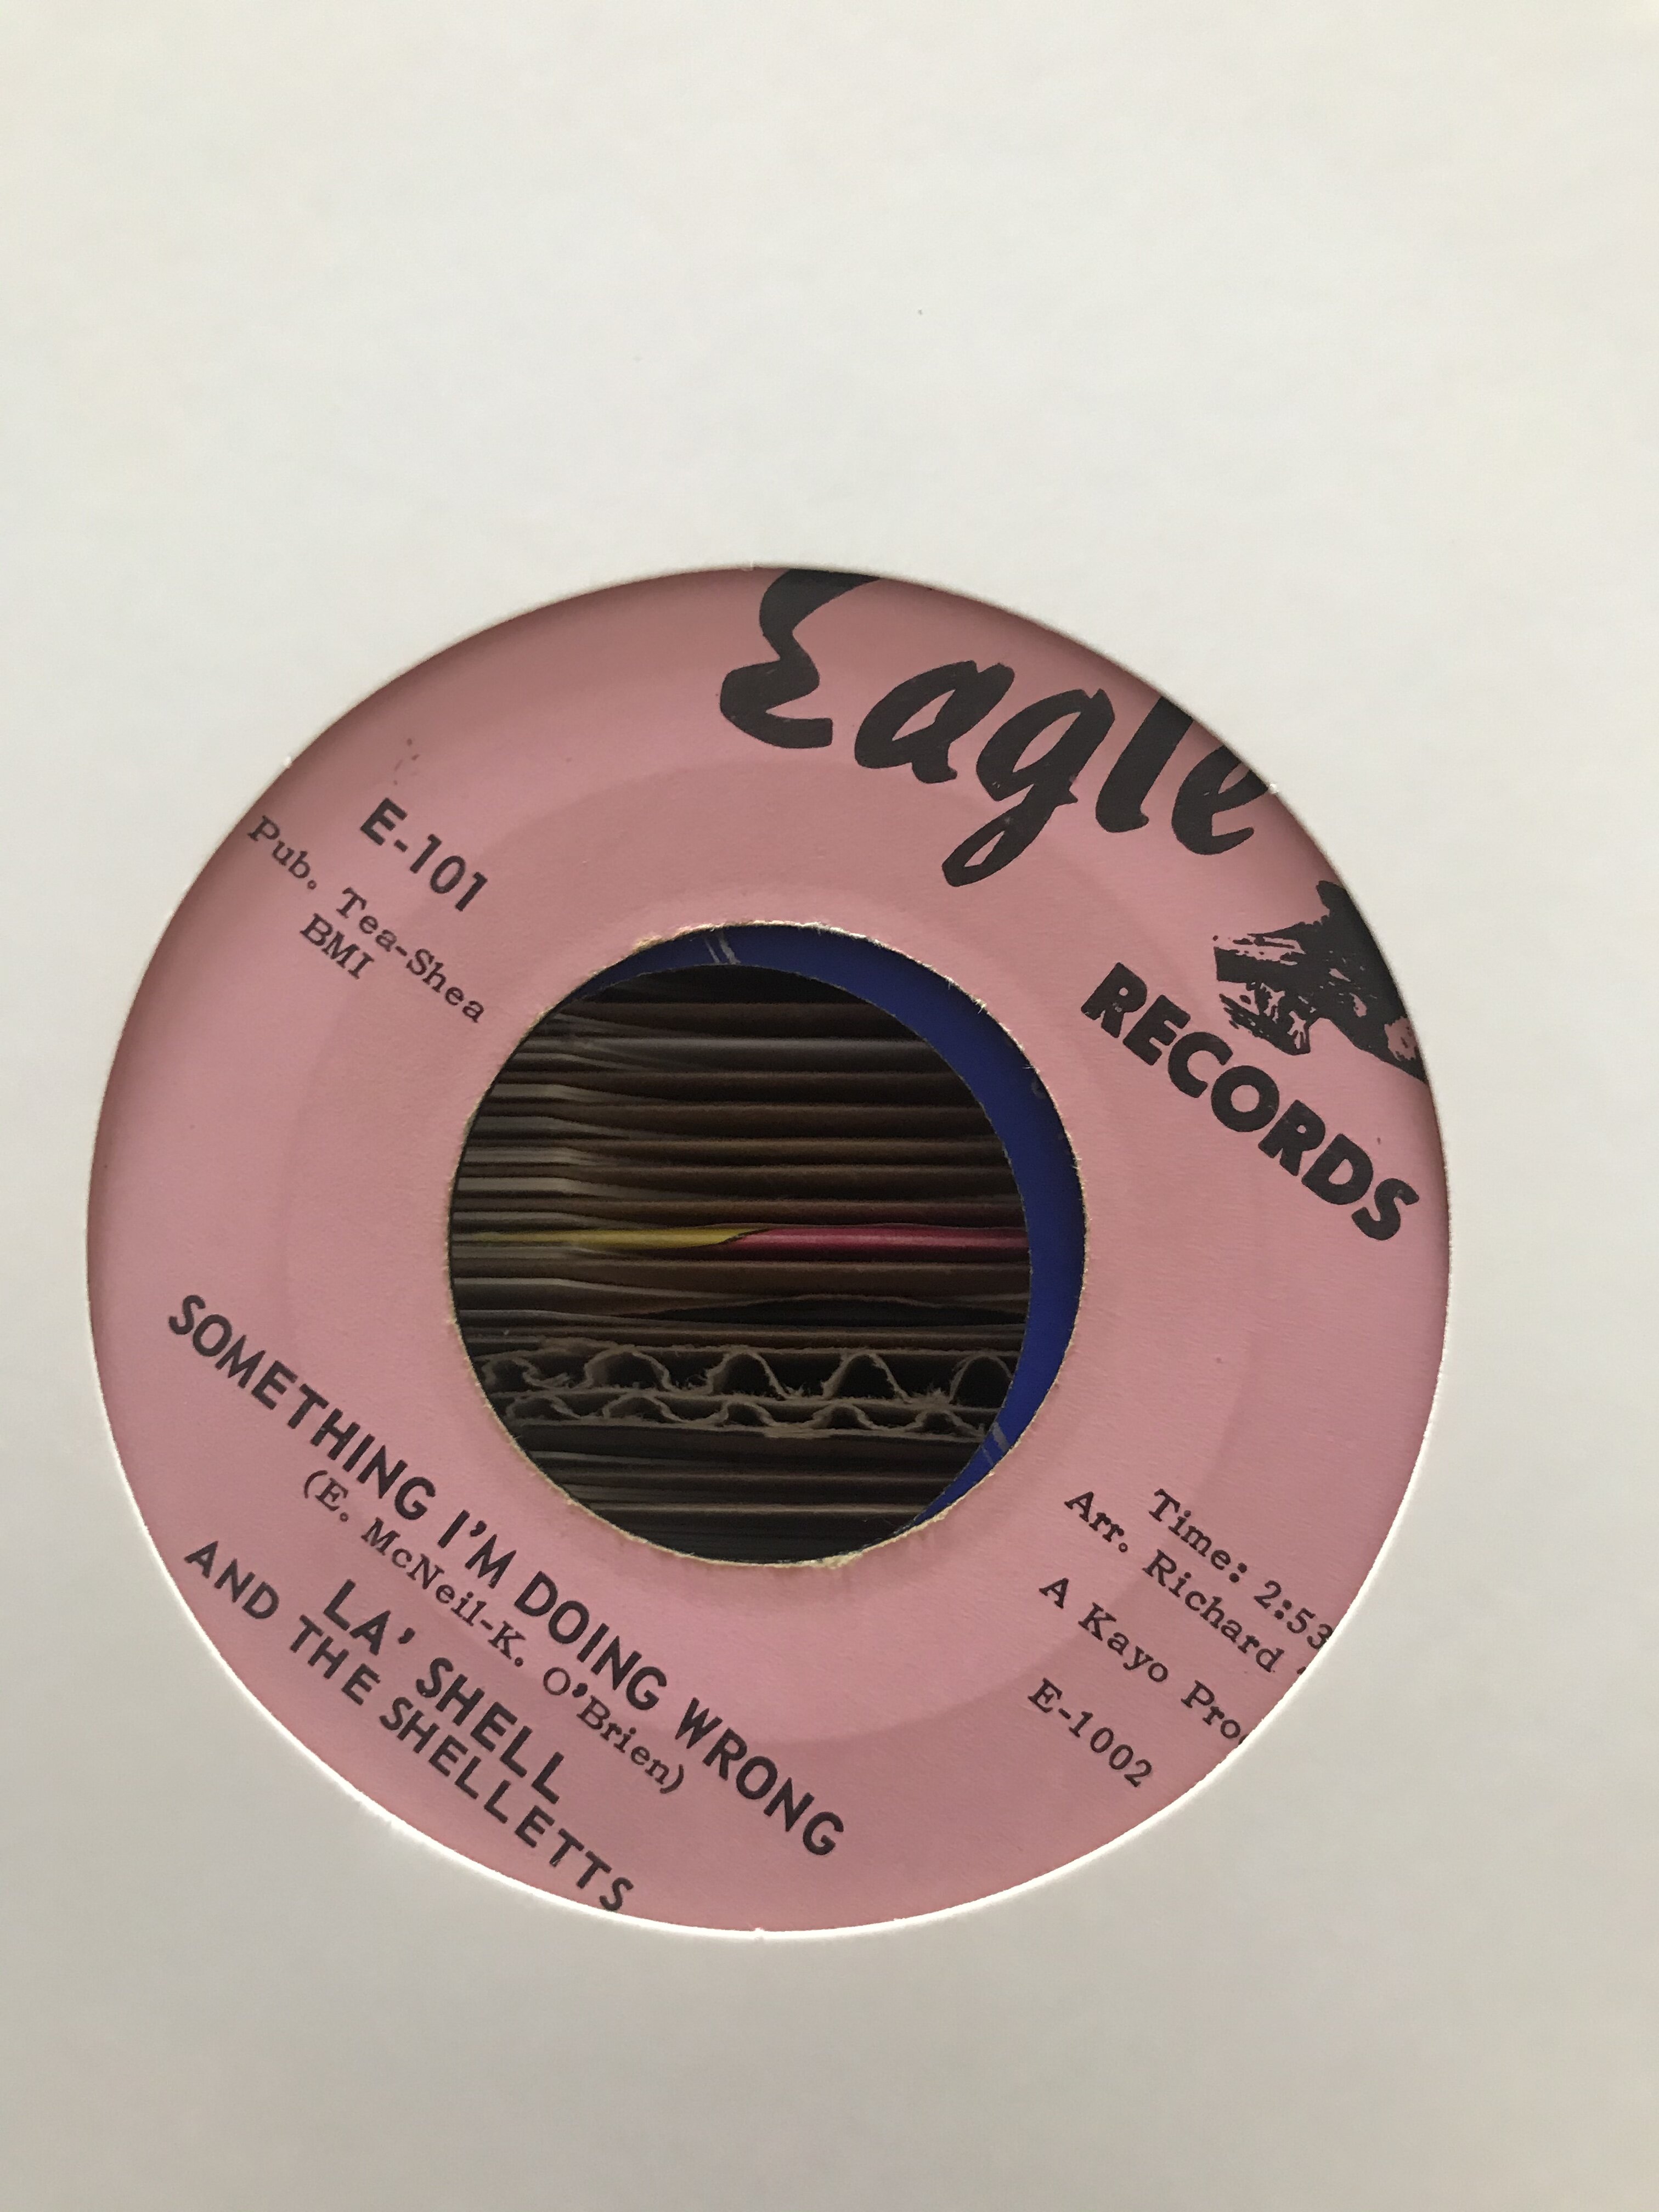 Eagle
RECORDS
E-101
Pub. Tea-Shea
BMI
Time: 2:53
Arr. Richard
A Kayo
E-1002
SOMETHING I'M DOING WRONG
(E. McNeil-K. O'Brien)
LA' SHELL
AND THE SHELLETTS